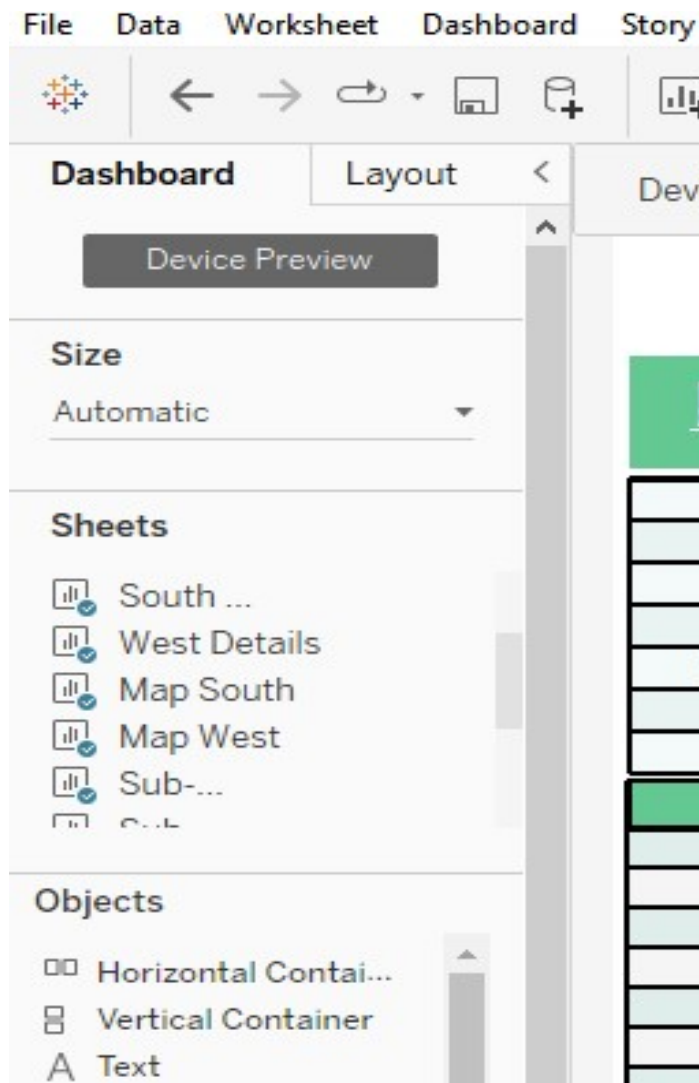 File Data Worksheet Dashboard Story
Dashboard Layout <
Dev
Device Preview
Size
Automatic
Sheets
South ...
West Details
Map South
Map West
Sub-...
Sub
Objects
Horizontal Contai...
Vertical Container
A Text